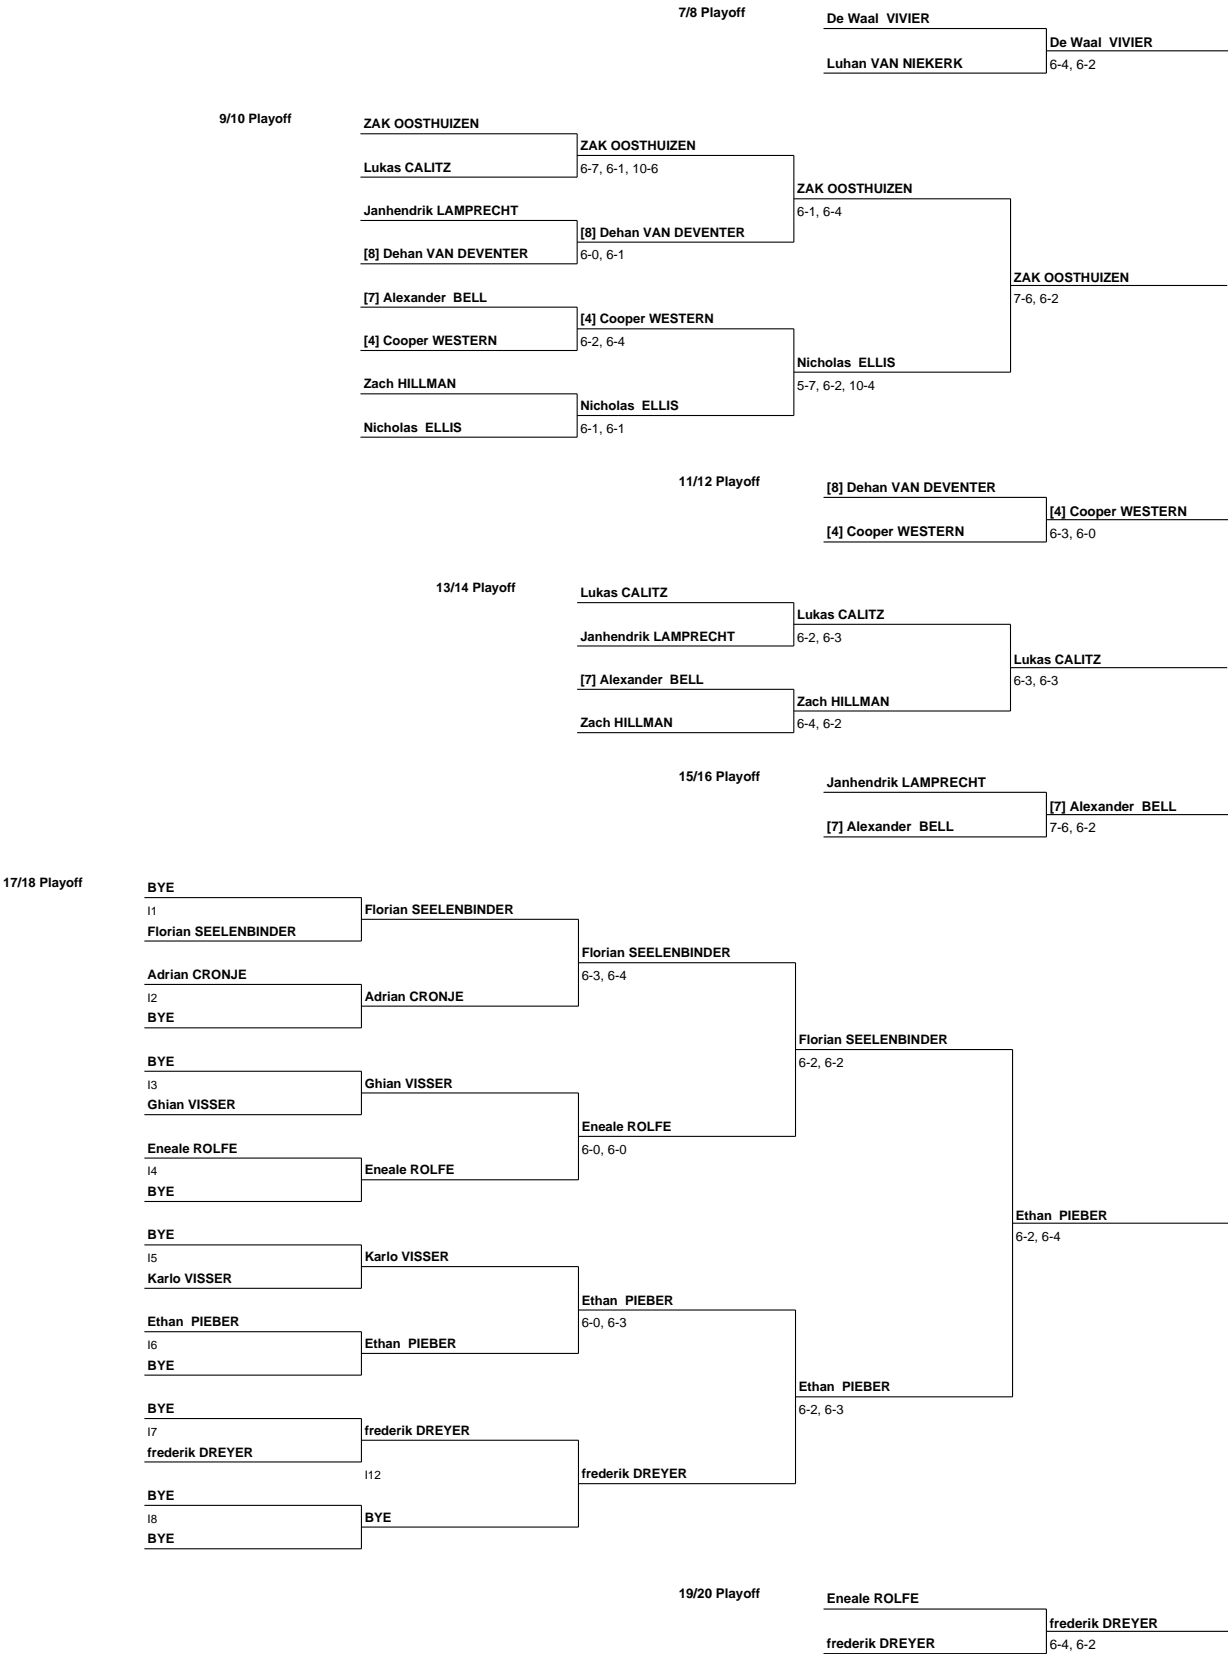 7/8 Playoff
De Waal  VIVIER
De Waal  VIVIER
Luhan VAN NIEKERK
6-4, 6-2
9/10 Playoff
ZAK OOSTHUIZEN
ZAK OOSTHUIZEN
Lukas CALITZ
6-7, 6-1, 10-6
ZAK OOSTHUIZEN
Janhendrik LAMPRECHT
6-1, 6-4
[8] Dehan VAN DEVENTER
[8] Dehan VAN DEVENTER
6-0, 6-1
ZAK OOSTHUIZEN
[7] Alexander  BELL
7-6, 6-2
[4] Cooper WESTERN
[4] Cooper WESTERN
6-2, 6-4
Nicholas  ELLIS
Zach HILLMAN
5-7, 6-2, 10-4
Nicholas  ELLIS
Nicholas  ELLIS
6-1, 6-1
11/12 Playoff
[8] Dehan VAN DEVENTER
[4] Cooper WESTERN
[4] Cooper WESTERN
6-3, 6-0
13/14 Playoff
Lukas CALITZ
Lukas CALITZ
Janhendrik LAMPRECHT
6-2, 6-3
Lukas CALITZ
[7] Alexander  BELL
6-3, 6-3
Zach HILLMAN
Zach HILLMAN
6-4, 6-2
15/16 Playoff
Janhendrik LAMPRECHT
[7] Alexander  BELL
[7] Alexander  BELL
7-6, 6-2
17/18 Playoff
BYE
I1
Florian SEELENBINDER
Florian SEELENBINDER
Florian SEELENBINDER
Adrian CRONJE
6-3, 6-4
I2
Adrian CRONJE
BYE
Florian SEELENBINDER
BYE
6-2, 6-2
I3
Ghian VISSER
Ghian VISSER
Eneale ROLFE
Eneale ROLFE
6-0, 6-0
I4
Eneale ROLFE
BYE
Ethan  PIEBER
BYE
6-2, 6-4
I5
Karlo VISSER
Karlo VISSER
Ethan  PIEBER
Ethan  PIEBER
6-0, 6-3
I6
Ethan  PIEBER
BYE
Ethan  PIEBER
BYE
6-2, 6-3
I7
frederik DREYER
frederik DREYER
I12
frederik DREYER
BYE
I8
BYE
BYE
19/20 Playoff
Eneale ROLFE
frederik DREYER
frederik DREYER
6-4, 6-2